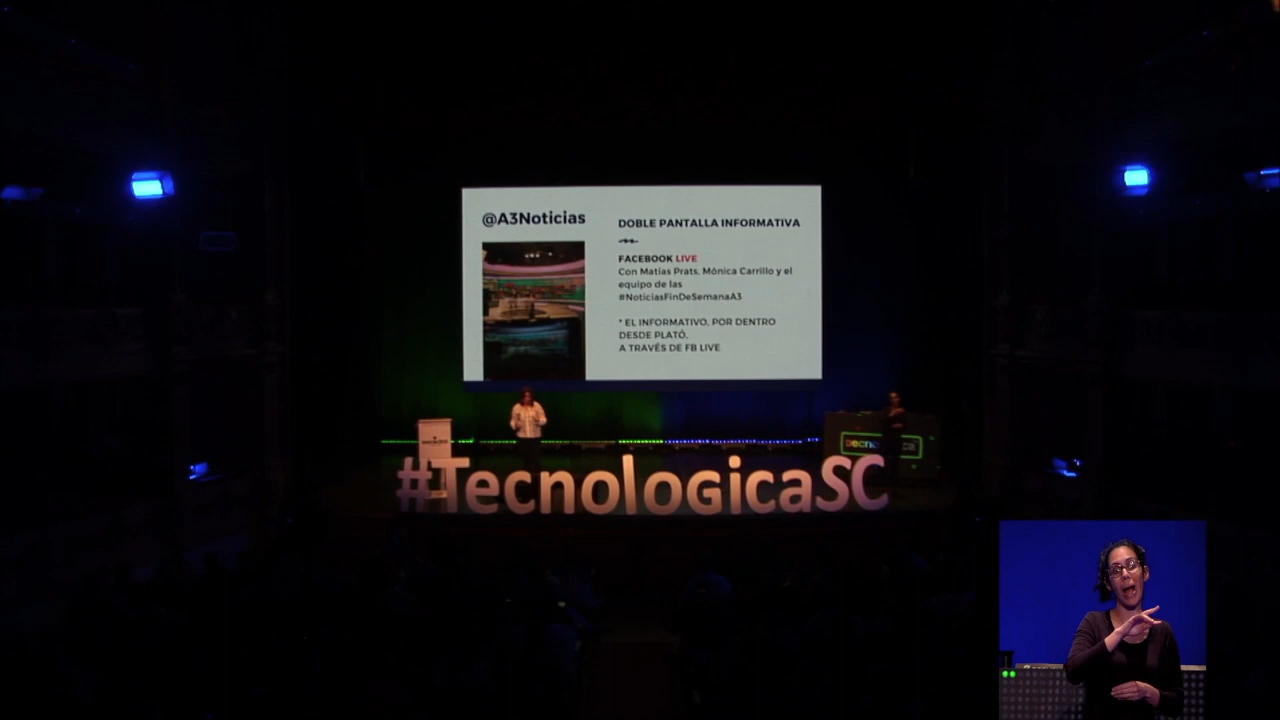 @A3Noticias
DOBLE PANTALLA INFORMATIVA
FACEBOOK LIVE
Con Matías Prats, Mónica Carrillo y el
equipo de las
#NoticiasFinDeSemanaA3
* EL INFORMATIVO, POR DENTRO
DESDE PLATÓ.
A TRAVÉS DE FB LIVE
#TecnologicaSC